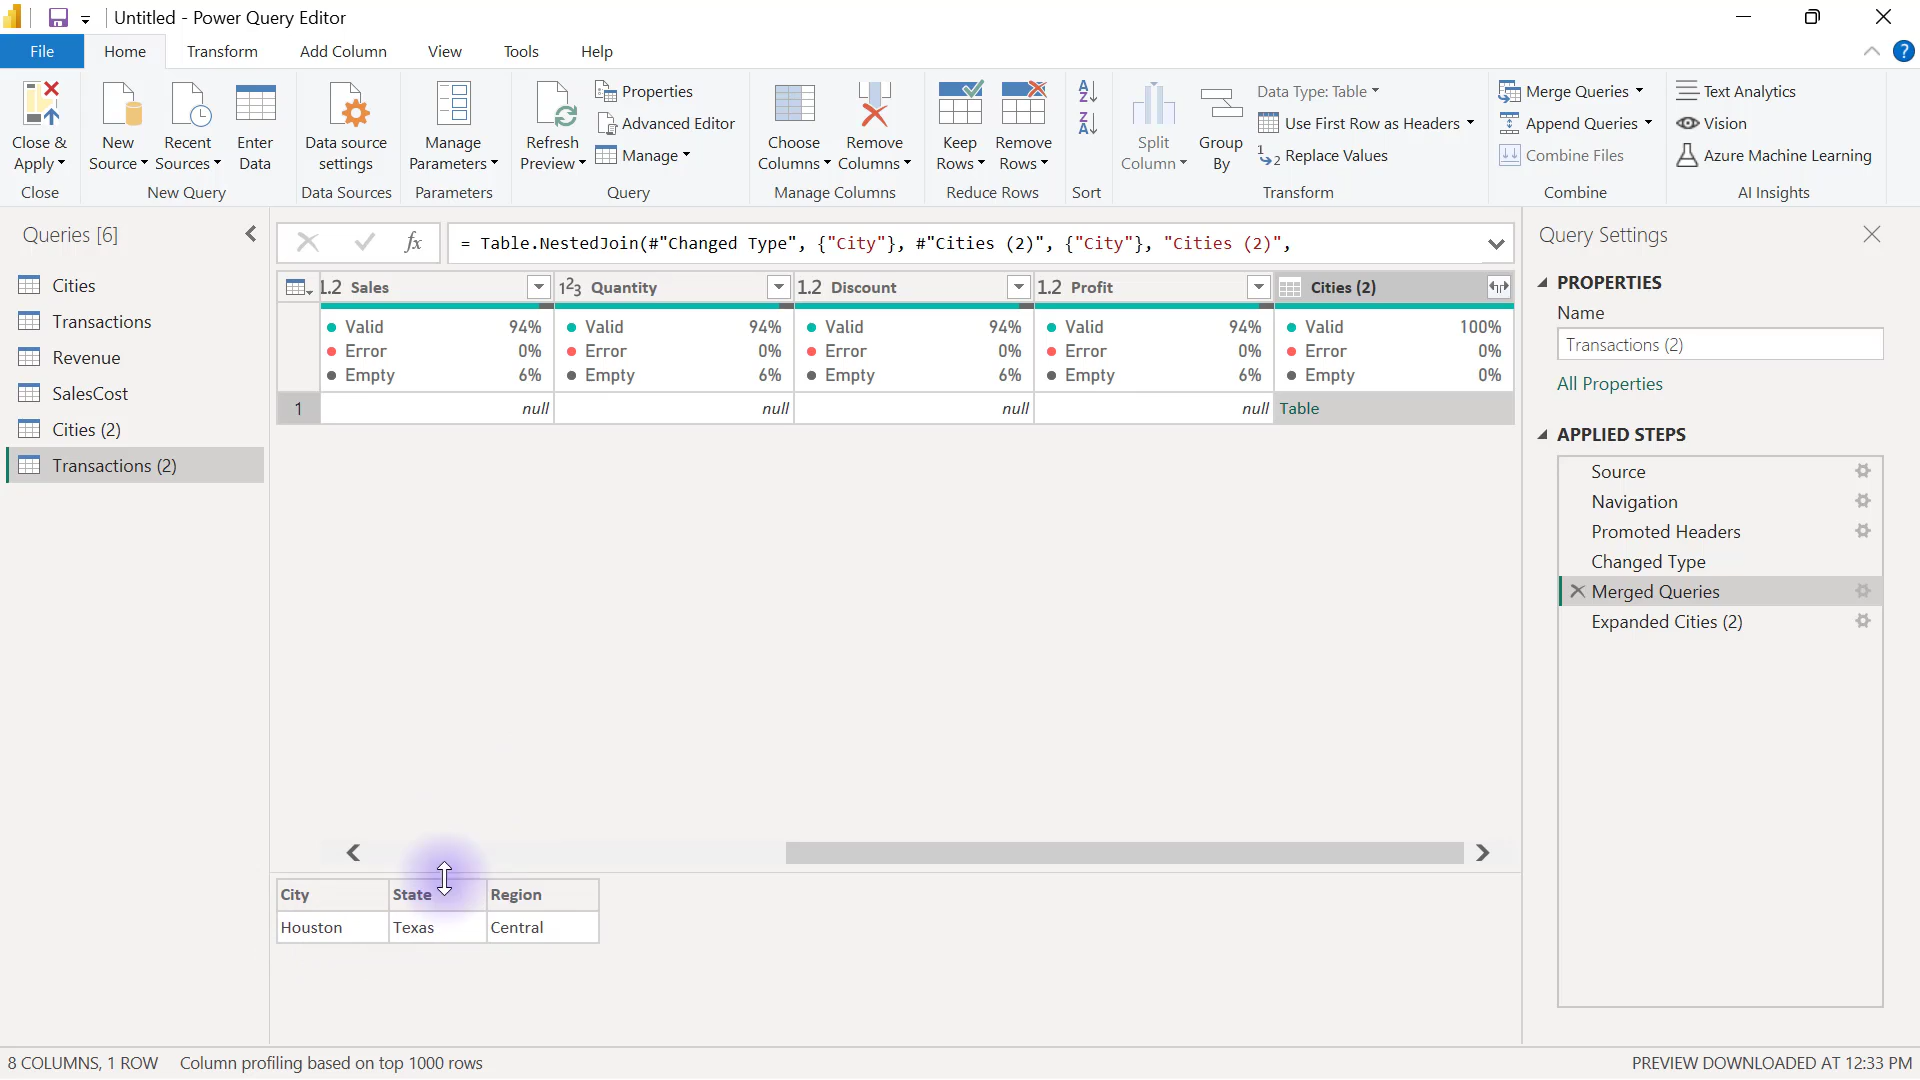 Untitled - Power Query Editor
File Home Transform Add Column View Tools Help
Close & Apply
Close
New Source
Recent Sources
Enter Data
New Query
Data source settings
Data Sources
Manage Parameters
Parameters
Refresh Preview
Properties
Advanced Editor
Manage
Query
Choose Columns
Remove Columns
Manage Columns
Keep Rows
Remove Rows
Reduce Rows
Sort
Split Column
Group By
Data Type: Table
Use First Row as Headers
Replace Values
Transform
Merge Queries
Append Queries
Combine Files
Combine
Text Analytics
Vision
Azure Machine Learning
AI Insights
Queries [6]
Cities
Transactions
Revenue
SalesCost
Cities (2)
Transactions (2)
= Table.NestedJoin(#"Changed Type", {"City"}, #"Cities (2)", {"City"}, "Cities (2)",
1.2 Sales 123 Quantity 1.2 Discount 1.2 Profit Cities (2)
Valid 94% Valid 94% Valid 94% Valid 94% Valid 100%
Error 0% Error 0% Error 0% Error 0% Error 0%
Empty 6% Empty 6% Empty 6% Empty 6% Empty 0%
1 null null null null Table
City State Region
Houston Texas Central
Query Settings
PROPERTIES
Name
Transactions (2)
All Properties
APPLIED STEPS
Source
Navigation
Promoted Headers
Changed Type
Merged Queries
Expanded Cities (2)
8 COLUMNS, 1 ROW Column profiling based on top 1000 rows
PREVIEW DOWNLOADED AT 12:33 PM